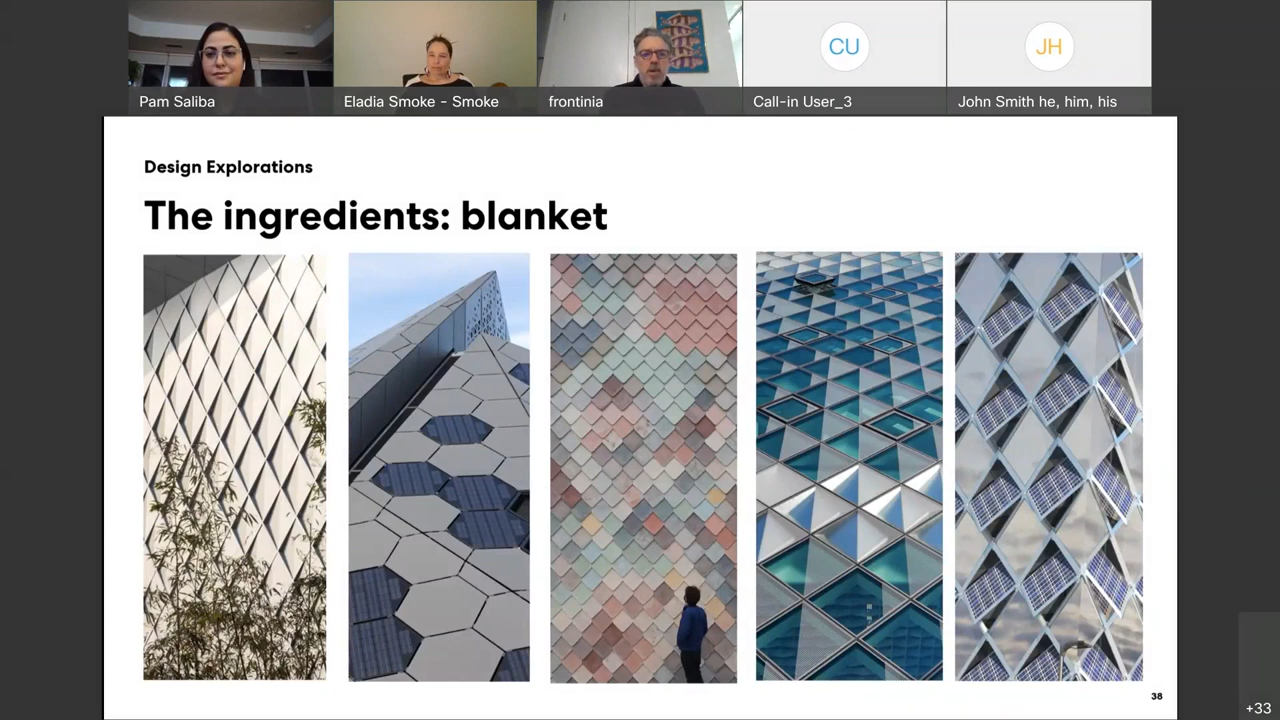 CU
JH
Pam Saliba
Eladia Smoke - Smoke
frontinia
Call-in User_3
John Smith he, him, his
Design Explorations
The ingredients: blanket
38
+33